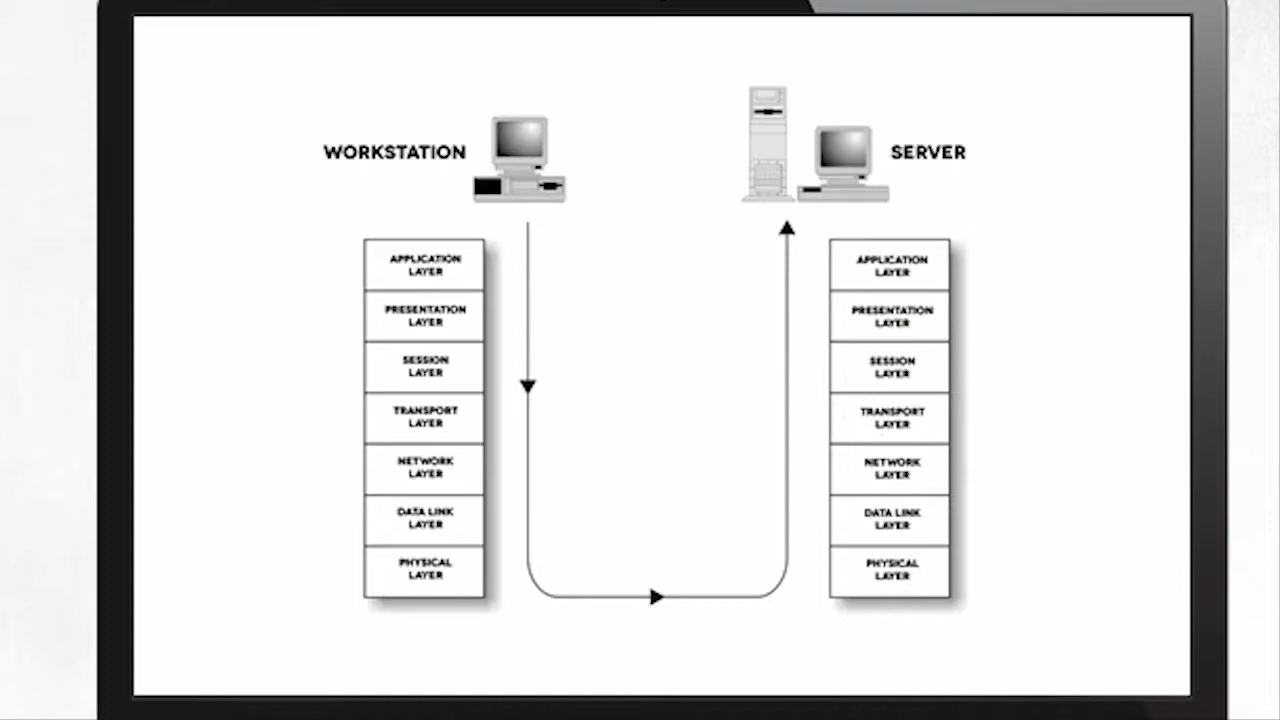 WORKSTATION
SERVER
APPLICATION
LAYER
PRESENTATION
LAYER
SESSION
LAYER
TRANSPORT
LAYER
NETWORK
LAYER
DATA LINK
LAYER
PHYSICAL
LAYER
APPLICATION
LAYER
PRESENTATION
LAYER
SESSION
LAYER
TRANSPORT
LAYER
NETWORK
LAYER
DATA LINK
LAYER
PHYSICAL
LAYER